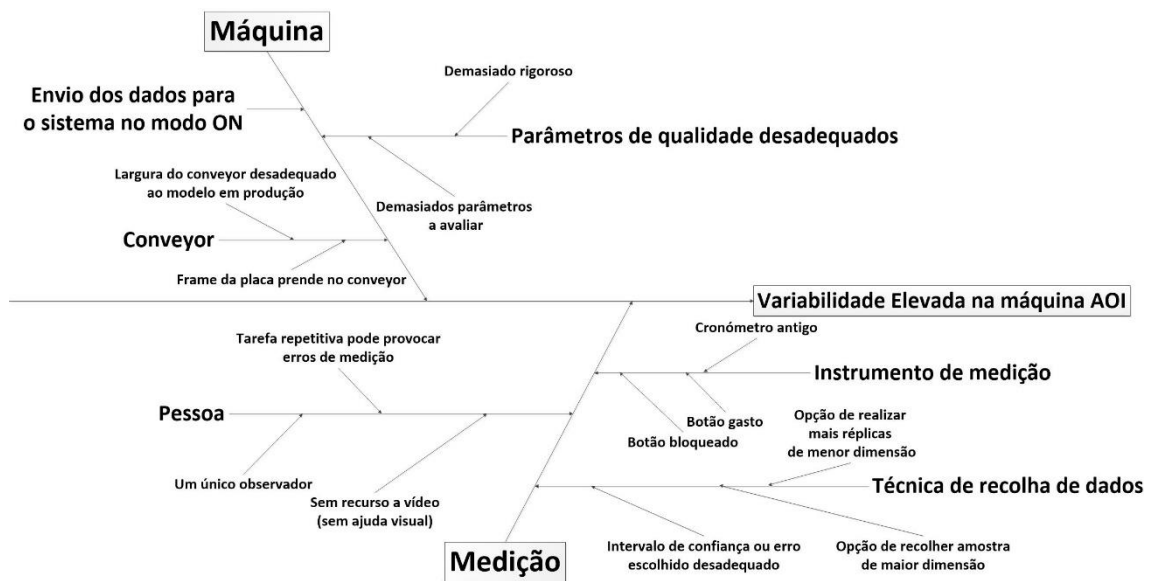 Máquina
Envio dos dados para
o sistema no modo ON
Demasiado rigoroso
Parâmetros de qualidade desadequados
Largura do conveyor desadequado
ao modelo em produção
Demasiados parâmetros
a avaliar
Conveyor
Frame da placa prende no conveyor
Variabilidade Elevada na máquina AOI
Tarefa repetitiva pode provocar
erros de medição
Cronómetro antigo
Instrumento de medição
Pessoa
Botão gasto
Botão bloqueado
Opção de realizar
mais réplicas
de menor dimensão
Um único observador
Sem recurso a vídeo
(sem ajuda visual)
Técnica de recolha de dados
Intervalo de confiança ou erro
escolhido desadequado
Opção de recolher amostra
de maior dimensão
Medição